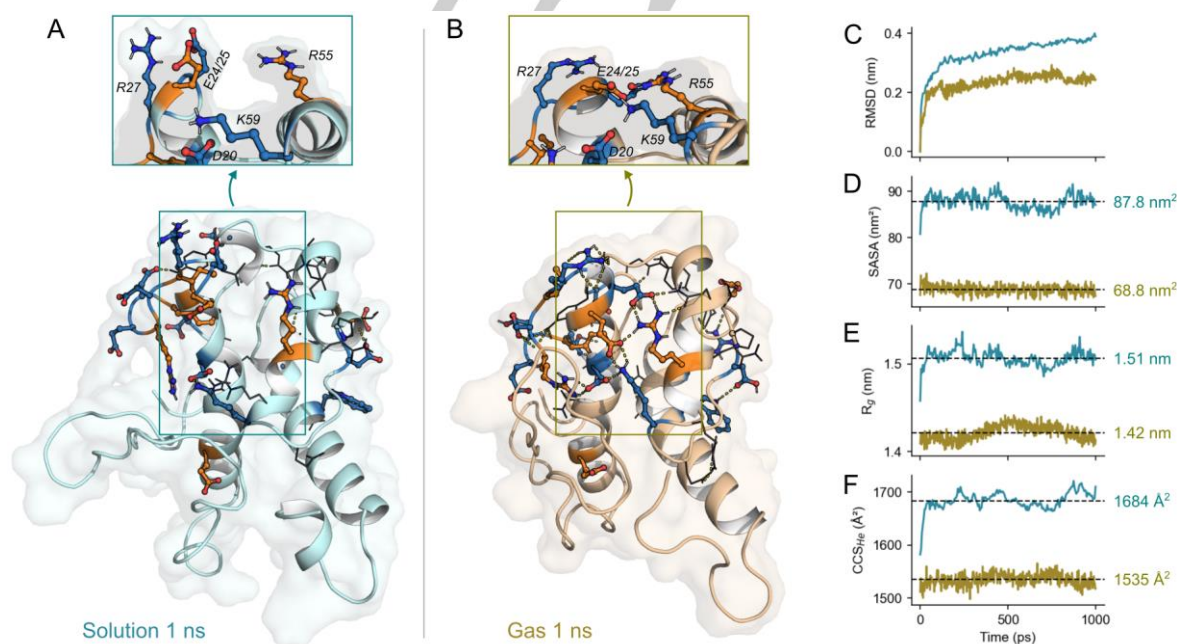 A
R27
E24/25
R55
K59
D20
Solution 1 ns
B
R27
E24/25
R55
K59
D20
Gas 1 ns
C
0.4
0.2
0.0
RMSD (nm)
D
90
80
70
SASA (nm²)
87.8 nm²
68.8 nm²
E
1.5
1.4
Rg (nm)
1.51 nm
1.42 nm
F
1700
1600
1500
CCSHe (Å²)
1684 Å²
1535 Å²
0
500
1000
Time (ps)